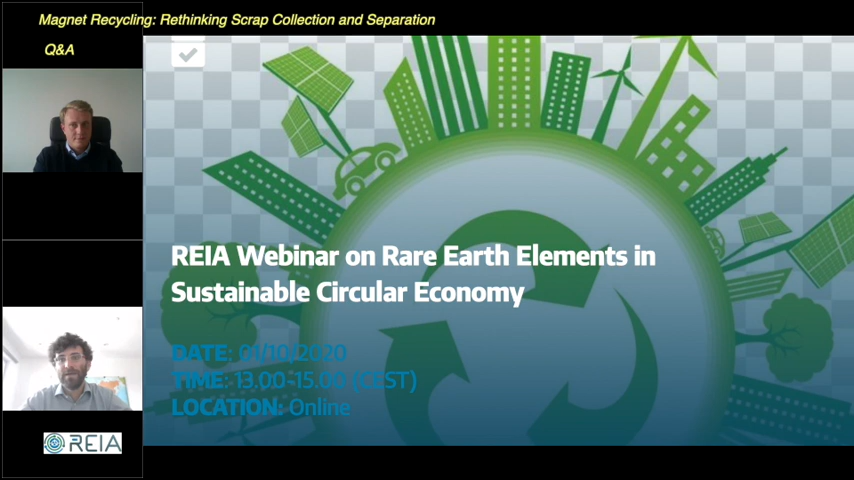 Magnet Recycling: Rethinking Scrap Collection and Separation
Q&A
REIA Webinar on Rare Earth Elements in
Sustainable Circular Economy
DATE: 01/10/2020
TIME: 13.00-15.00 (CEST)
LOCATION: Online
REIA